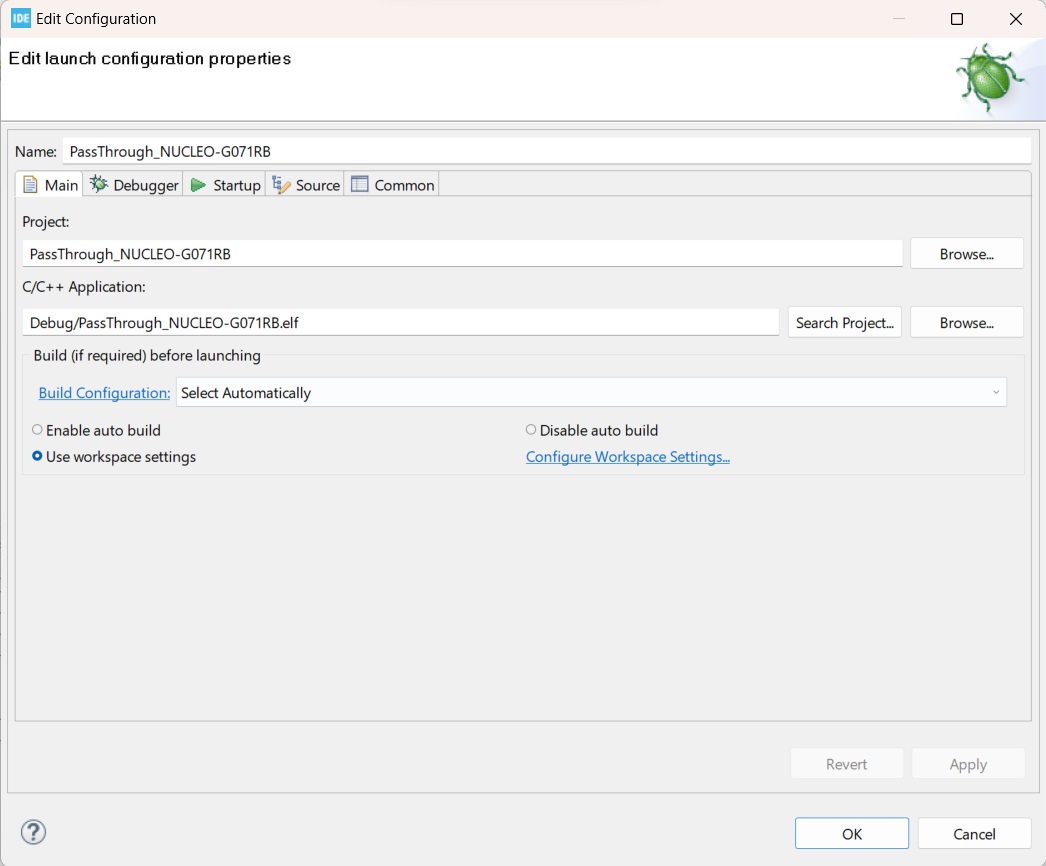 IDE Edit Configuration
Edit launch configuration properties
Name: PassThrough_NUCLEO-G071RB
Main Debugger Startup Source Common
Project:
PassThrough_NUCLEO-G071RB Browse...
C/C++ Application:
Debug/PassThrough_NUCLEO-G071RB.elf Search Project... Browse...
Build (if required) before launching
Build Configuration: Select Automatically
Enable auto build Disable auto build
Use workspace settings Configure Workspace Settings...
Revert Apply
? OK Cancel